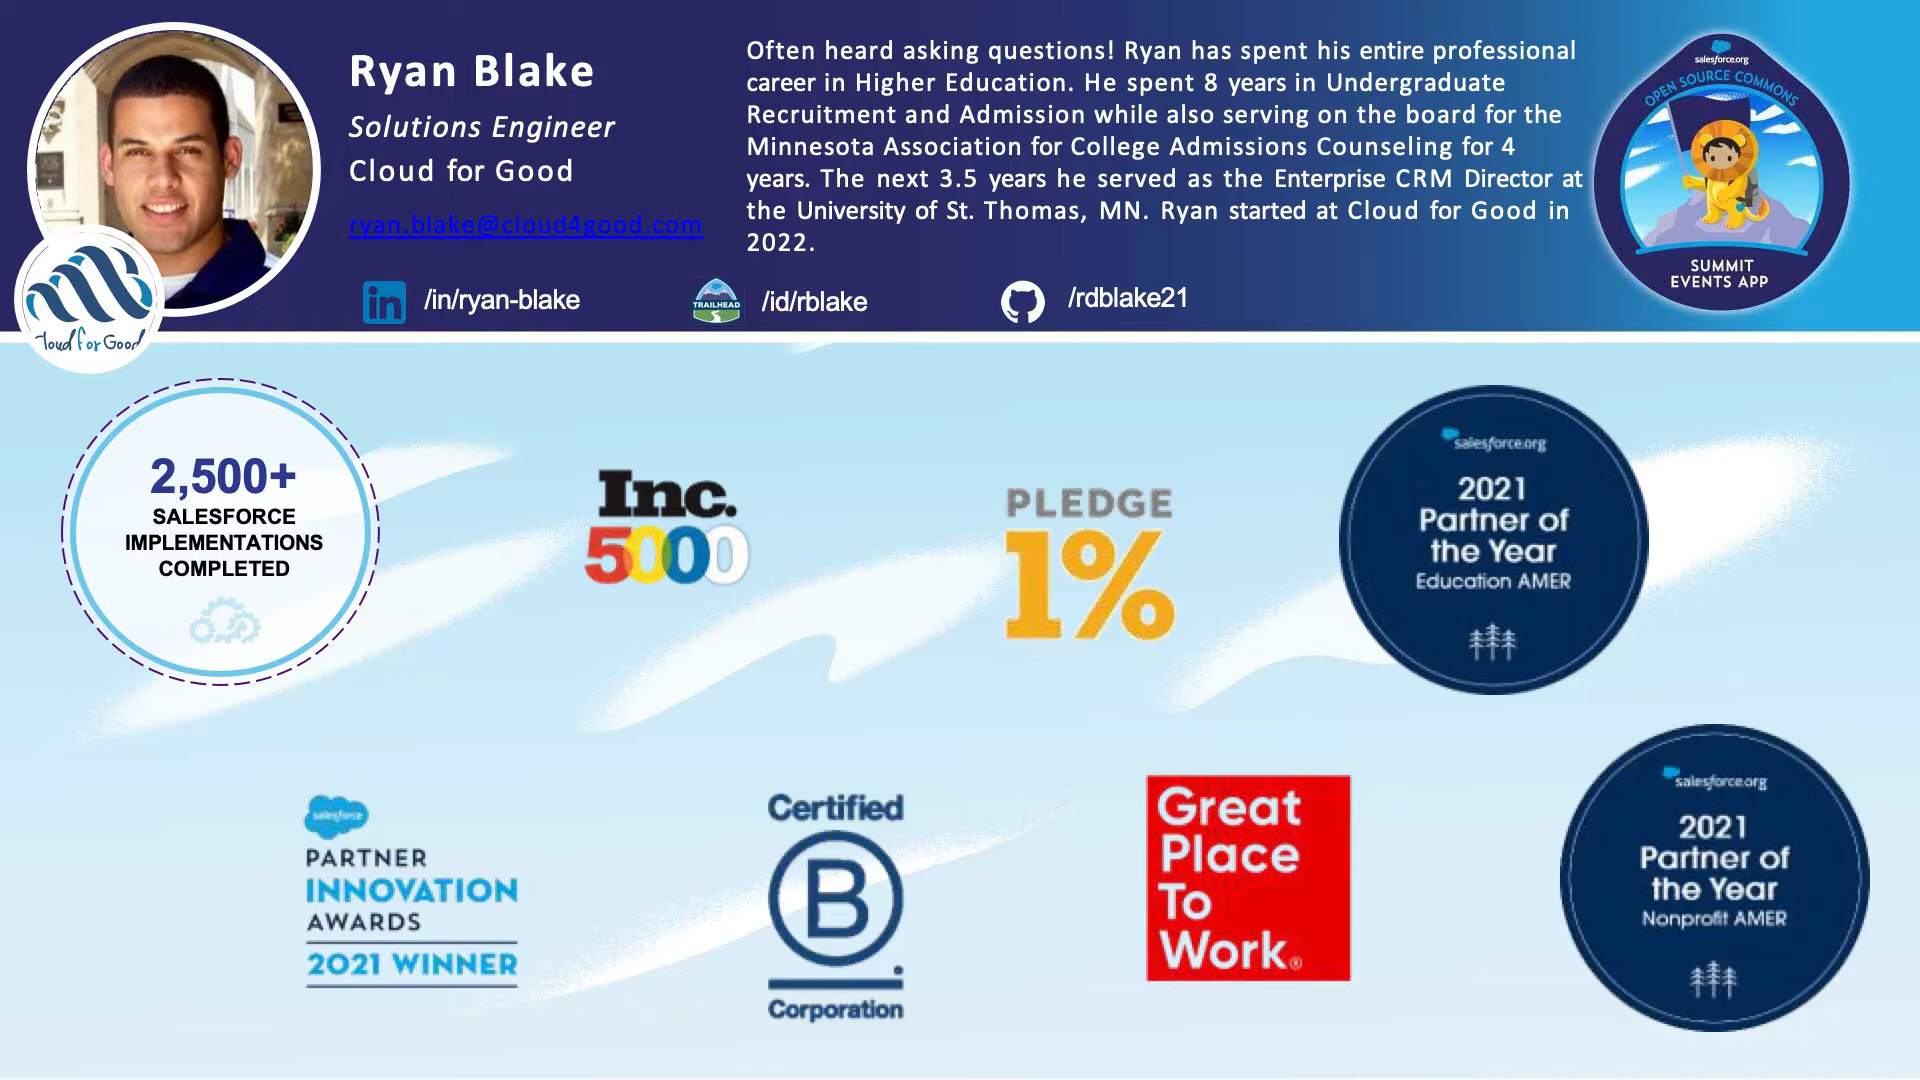 Ryan Blake
Solutions Engineer
Cloud for Good
ryan.blake@cloud4good.com
Often heard asking questions! Ryan has spent his entire professional
career in Higher Education. He spent 8 years in Undergraduate
Recruitment and Admission while also serving on the board for the
Minnesota Association for College Admissions Counseling for 4
years. The next 3.5 years he served as the Enterprise CRM Director at
the University of St. Thomas, MN. Ryan started at Cloud for Good in
2022.
salesforce.org
OPEN SOURCE COMMONS
SUMMIT
EVENTS APP
/in/ryan-blake
TRAILHEAD
/id/rblake
/rdblake21
Cloud for Good
2,500+
SALESFORCE
IMPLEMENTATIONS
COMPLETED
Inc.
5000
PLEDGE
1%
salesforce.org
2021
Partner of
the Year
Education AMER
salesforce
PARTNER
INNOVATION
AWARDS
2021 WINNER
Certified
B
Corporation
Great
Place
To
Work®
salesforce.org
2021
Partner of
the Year
Nonprofit AMER